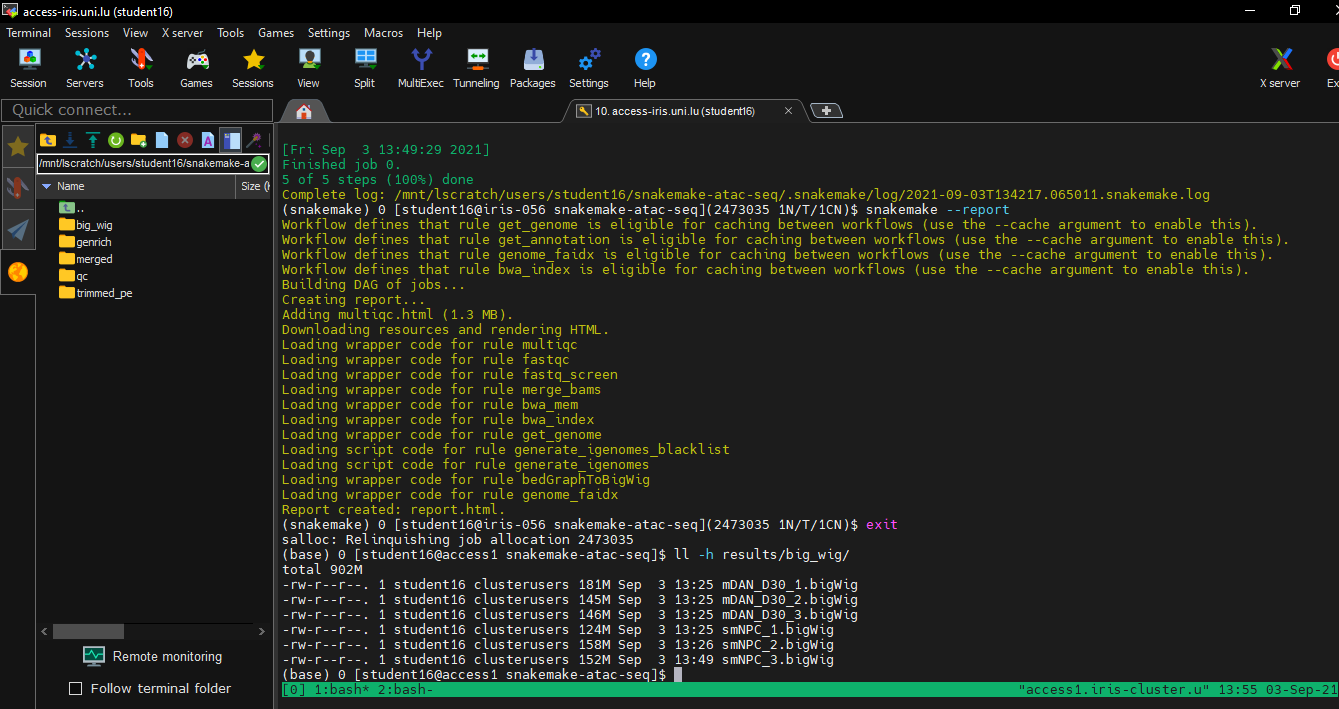 access-iris.uni.lu (student16)
Terminal Sessions View X server Tools Games Settings Macros Help
Session Servers Tools Games Sessions View Split MultiExec Tunneling Packages Settings Help X server
Quick connect...
10. access-iris.uni.lu (student16)
/mnt/lscratch/users/student16/snakemake-a
Name Size (
..
big_wig
genrich
merged
qc
trimmed_pe
Remote monitoring
Follow terminal folder
[Fri Sep  3 13:49:29 2021]
Finished job 0.
5 of 5 steps (100%) done
Complete log: /mnt/lscratch/users/student16/snakemake-atac-seq/.snakemake/log/2021-09-03T134217.065011.snakemake.log
(snakemake) 0 [student16@iris-056 snakemake-atac-seq](2473035 1N/T/1CN)$ snakemake --report
Workflow defines that rule get_genome is eligible for caching between workflows (use the --cache argument to enable this).
Workflow defines that rule get_annotation is eligible for caching between workflows (use the --cache argument to enable this).
Workflow defines that rule genome_faidx is eligible for caching between workflows (use the --cache argument to enable this).
Workflow defines that rule bwa_index is eligible for caching between workflows (use the --cache argument to enable this).
Building DAG of jobs...
Creating report...
Adding multiqc.html (1.3 MB).
Downloading resources and rendering HTML.
Loading wrapper code for rule multiqc
Loading wrapper code for rule fastqc
Loading wrapper code for rule fastq_screen
Loading wrapper code for rule merge_bams
Loading wrapper code for rule bwa_mem
Loading wrapper code for rule bwa_index
Loading wrapper code for rule get_genome
Loading script code for rule generate_igenomes_blacklist
Loading script code for rule generate_igenomes
Loading wrapper code for rule bedGraphToBigWig
Loading wrapper code for rule genome_faidx
Report created: report.html.
(snakemake) 0 [student16@iris-056 snakemake-atac-seq](2473035 1N/T/1CN)$ exit
salloc: Relinquishing job allocation 2473035
(base) 0 [student16@access1 snakemake-atac-seq]$ ll -h results/big_wig/
total 902M
-rw-r--r--. 1 student16 clusterusers 181M Sep  3 13:25 mDAN_D30_1.bigWig
-rw-r--r--. 1 student16 clusterusers 145M Sep  3 13:25 mDAN_D30_2.bigWig
-rw-r--r--. 1 student16 clusterusers 146M Sep  3 13:25 mDAN_D30_3.bigWig
-rw-r--r--. 1 student16 clusterusers 124M Sep  3 13:25 smNPC_1.bigWig
-rw-r--r--. 1 student16 clusterusers 158M Sep  3 13:26 smNPC_2.bigWig
-rw-r--r--. 1 student16 clusterusers 152M Sep  3 13:49 smNPC_3.bigWig
(base) 0 [student16@access1 snakemake-atac-seq]$
[0] 1:bash* 2:bash- "access1.iris-cluster.u" 13:55 03-Sep-21